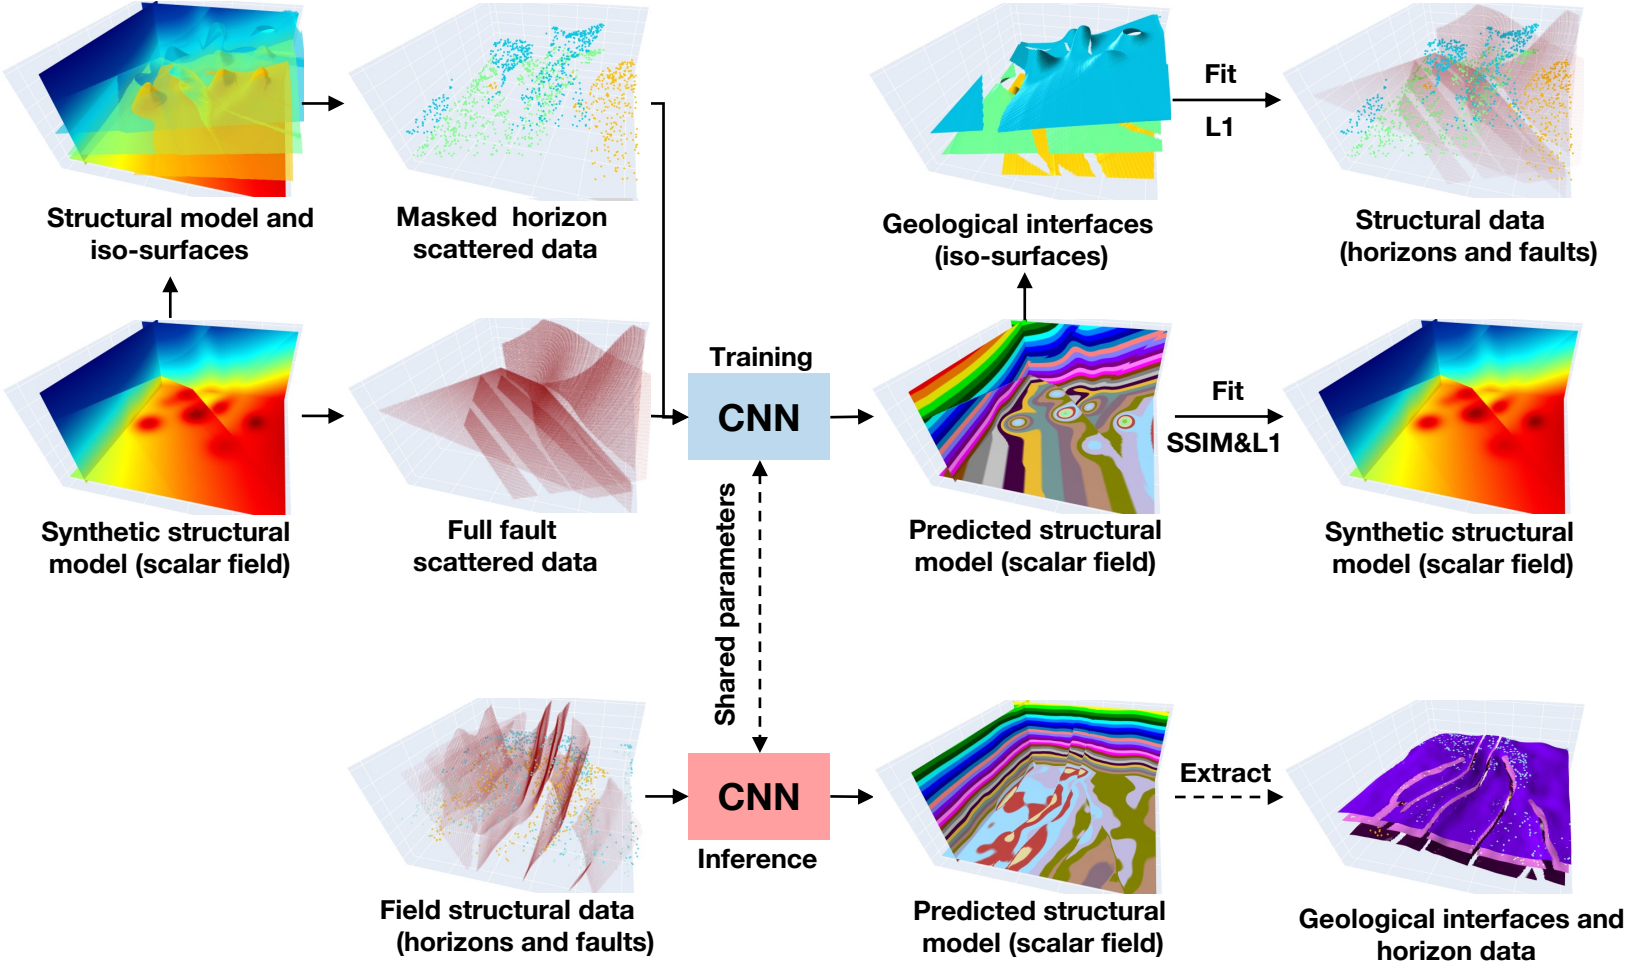 Structural model and
iso-surfaces
Masked horizon
scattered data
Geological interfaces
(iso-surfaces)
Fit
L1
Structural data
(horizons and faults)
Synthetic structural
model (scalar field)
Full fault
scattered data
Training
CNN
Predicted structural
model (scalar field)
Fit
SSIM&L1
Synthetic structural
model (scalar field)
Shared parameters
Field structural data
(horizons and faults)
CNN
Inference
Predicted structural
model (scalar field)
Extract
Geological interfaces and
horizon data